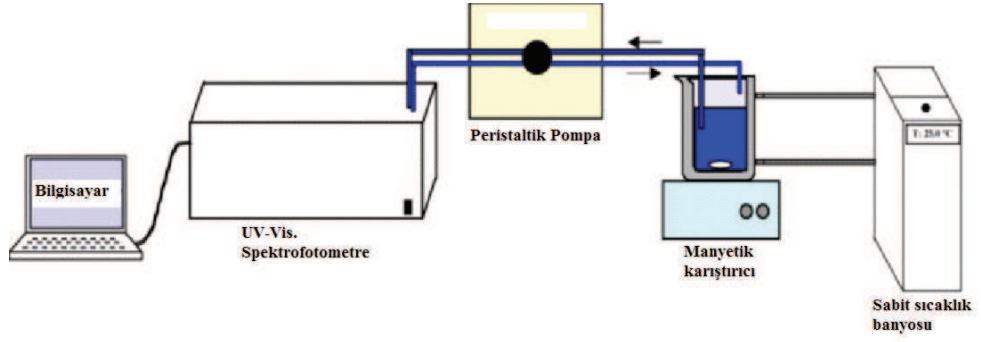 Bilgisayar
UV-Vis.
Spektrofotometre
Peristaltik Pompa
Manyetik
karıştırıcı
T: 25.0 °C
Sabit sıcaklık
banyosu